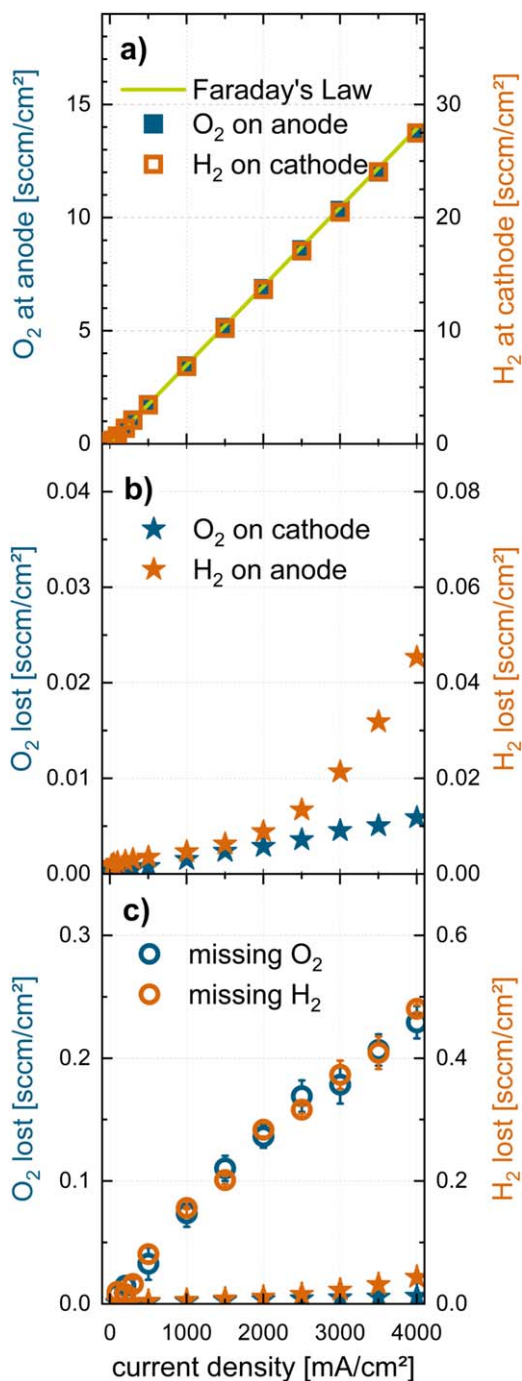 a)
Faraday's Law
O₂ on anode
H₂ on cathode
O₂ at anode [sccm/cm²]
15
10
5
0
H₂ at cathode [sccm/cm²]
30
20
10
0
b)
O₂ on cathode
H₂ on anode
O₂ lost [sccm/cm²]
0.04
0.03
0.02
0.01
0.00
H₂ lost [sccm/cm²]
0.08
0.06
0.04
0.02
0.00
c)
missing O₂
missing H₂
O₂ lost [sccm/cm²]
0.3
0.2
0.1
0.0
H₂ lost [sccm/cm²]
0.6
0.4
0.2
0.0
0 1000 2000 3000 4000
current density [mA/cm²]